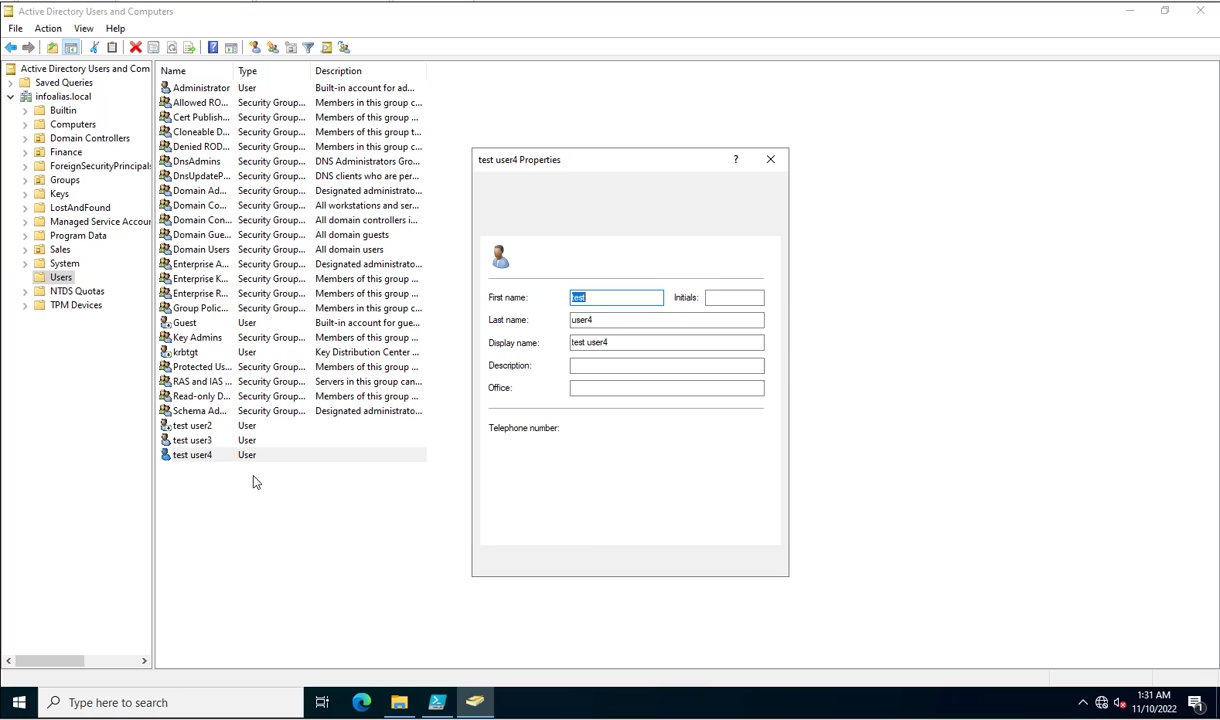 Active Directory Users and Computers
File Action View Help
Active Directory Users and Com
Saved Queries
infoalias.local
Builtin
Computers
Domain Controllers
Finance
ForeignSecurityPrincipals
Groups
Keys
LostAndFound
Managed Service Accour
Program Data
Sales
System
Users
NTDS Quotas
TPM Devices
Name Type Description
Administrator User Built-in account for ad...
Allowed RO... Security Group... Members in this group c...
Cert Publish... Security Group... Members of this group ...
Cloneable D... Security Group... Members of this group t...
Denied ROD... Security Group... Members in this group c...
DnsAdmins Security Group... DNS Administrators Gro...
DnsUpdateP... Security Group... DNS clients who are per...
Domain Ad... Security Group... Designated administrato...
Domain Co... Security Group... All workstations and ser...
Domain Con... Security Group... All domain controllers i...
Domain Gue... Security Group... All domain guests
Domain Users Security Group... All domain users
Enterprise A... Security Group... Designated administrato...
Enterprise K... Security Group... Members of this group ...
Enterprise R... Security Group... Members of this group ...
Group Polic... Security Group... Members in this group c...
Guest User Built-in account for gue...
Key Admins Security Group... Members of this group ...
krbtgt User Key Distribution Center ...
Protected Us... Security Group... Members of this group ...
RAS and IAS ... Security Group... Servers in this group can...
Read-only D... Security Group... Members of this group ...
Schema Ad... Security Group... Designated administrato...
test user2 User
test user3 User
test user4 User
test user4 Properties
First name: test Initials:
Last name: user4
Display name: test user4
Description:
Office:
Telephone number:
Type here to search
1:31 AM
11/10/2022
1